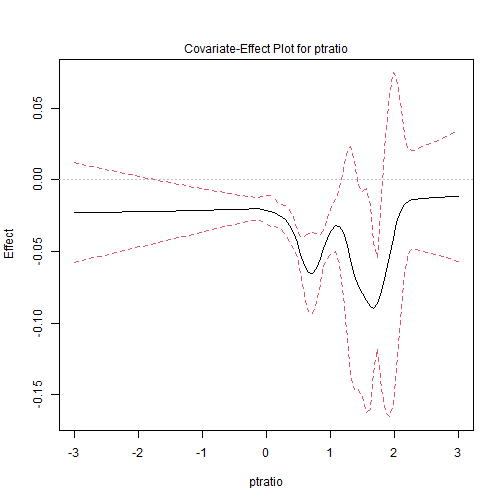 Covariate-Effect Plot for ptratio
Effect
0.05
0.00
-0.05
-0.10
-0.15
-3 -2 -1 0 1 2 3
ptratio